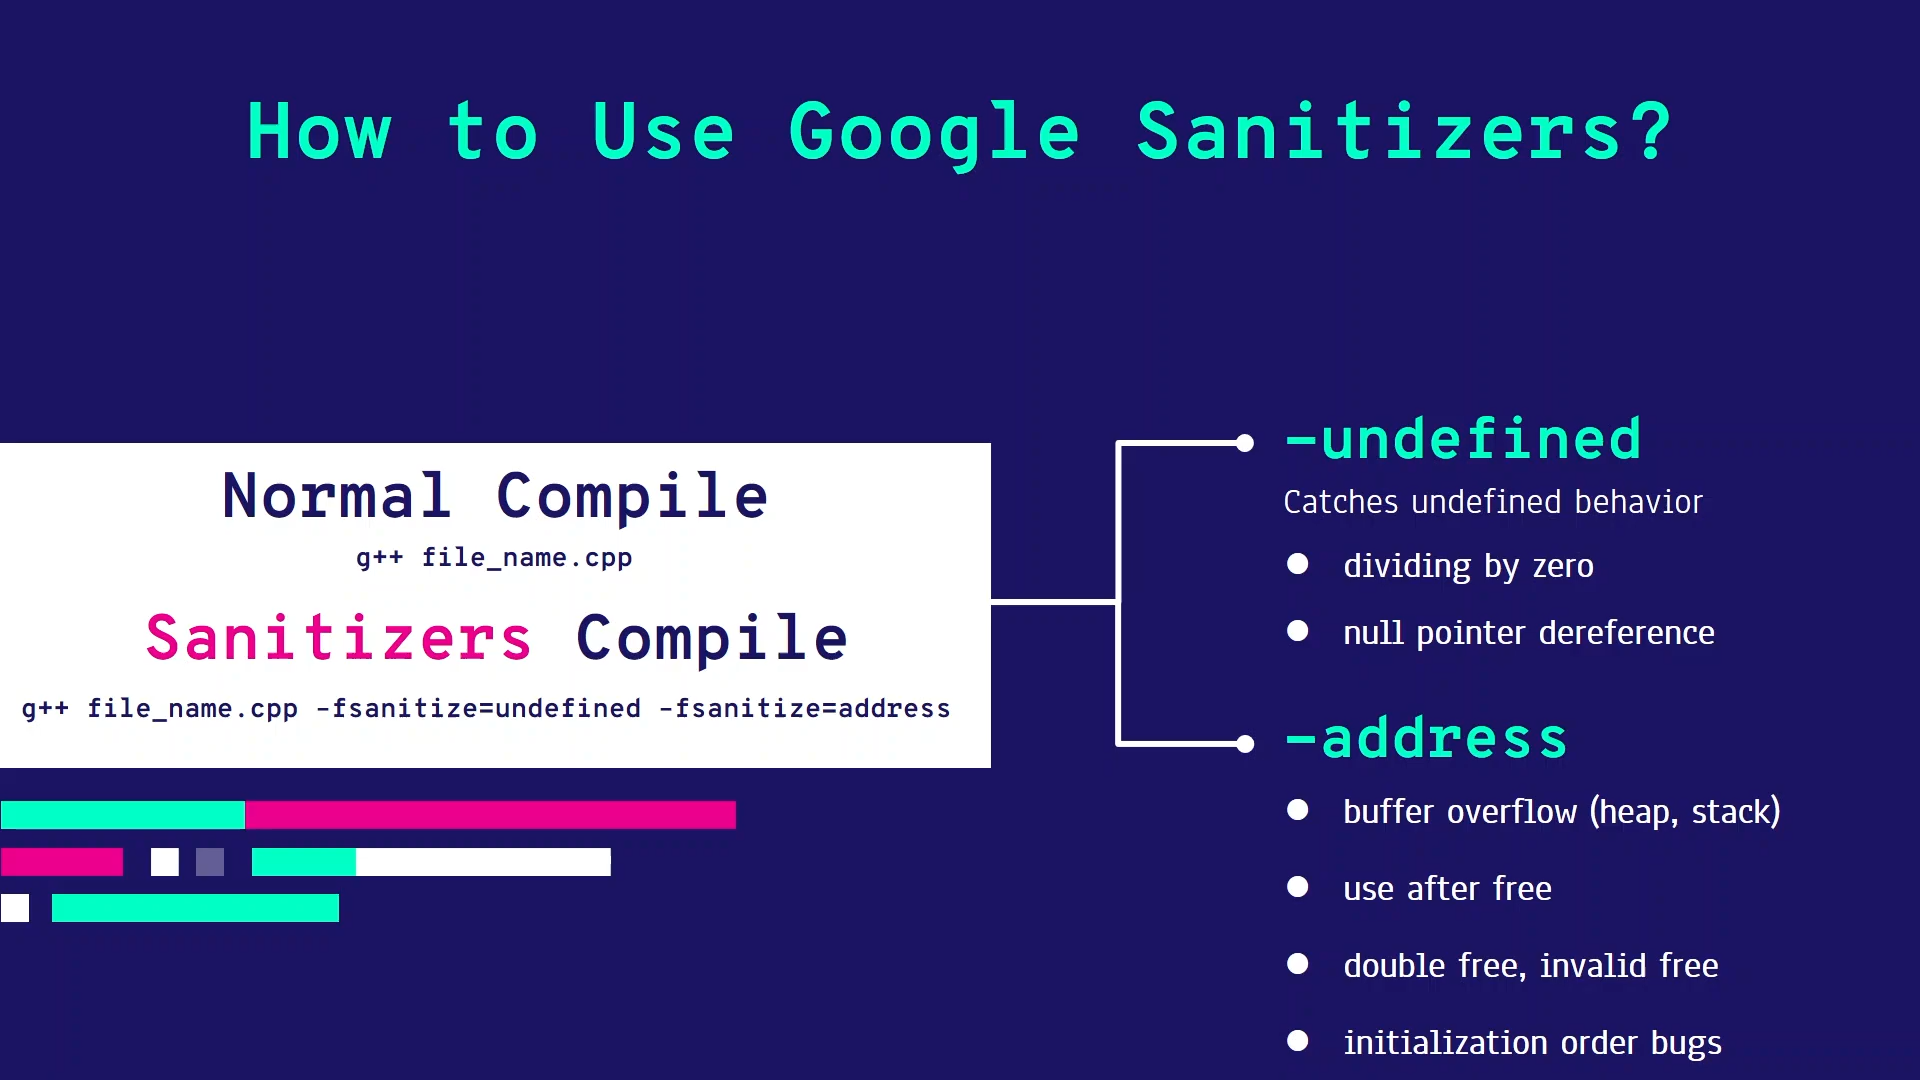 How to Use Google Sanitizers?
Normal Compile
g++ file_name.cpp
Sanitizers Compile
g++ file_name.cpp -fsanitize=undefined -fsanitize=address
-undefined
Catches undefined behavior
● dividing by zero
● null pointer dereference
-address
● buffer overflow (heap, stack)
● use after free
● double free, invalid free
● initialization order bugs